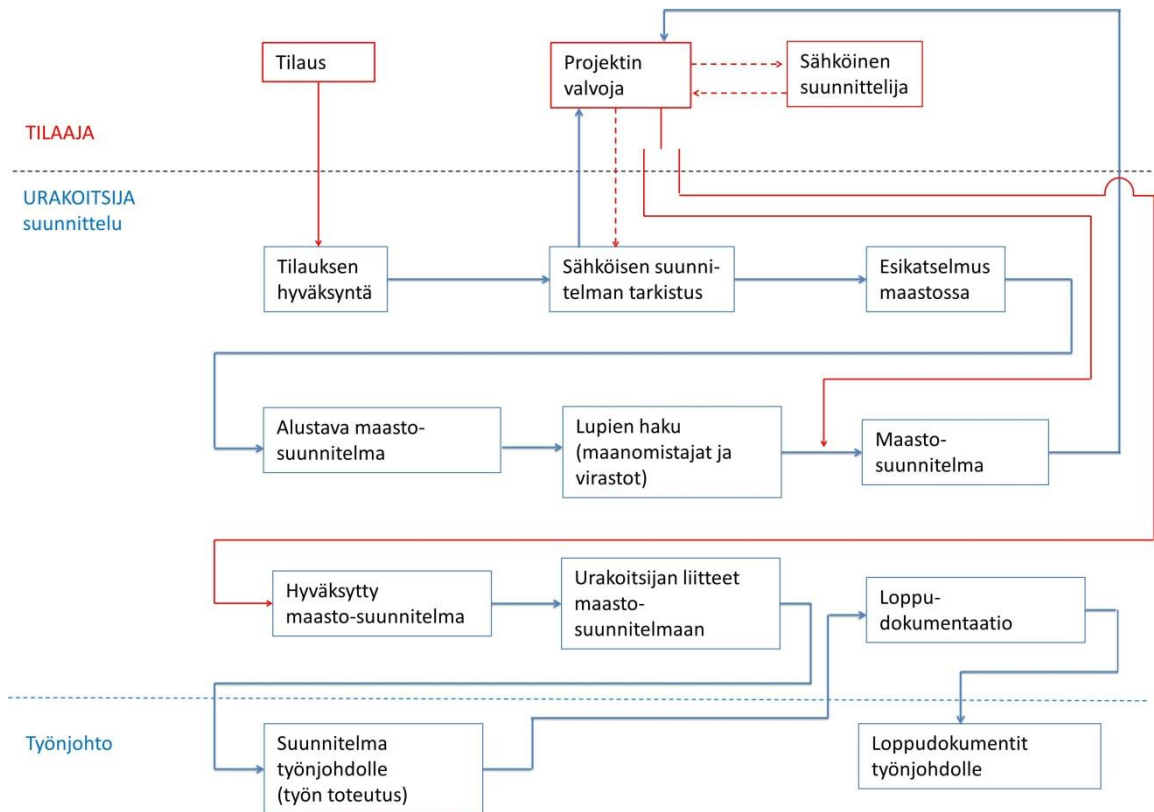 Tilaus
Projektin
valvoja
Sähköinen
suunnittelija
TILAAJA
URAKOITSIJA
suunnittelu
Tilauksen
hyväksyntä
Sähköisen suunni-
telman tarkistus
Esikatselmus
maastossa
Alustava maasto-
suunnitelma
Lupien haku
(maanomistajat ja
virastot)
Maasto-
suunnitelma
Hyväksytty
maasto-suunnitelma
Urakoitsijan liitteet
maasto-
suunnitelmaan
Loppu-
dokumentaatio
Työnjohto
Suunnitelma
työnjohdolle
(työn toteutus)
Loppudokumentit
työnjohdolle